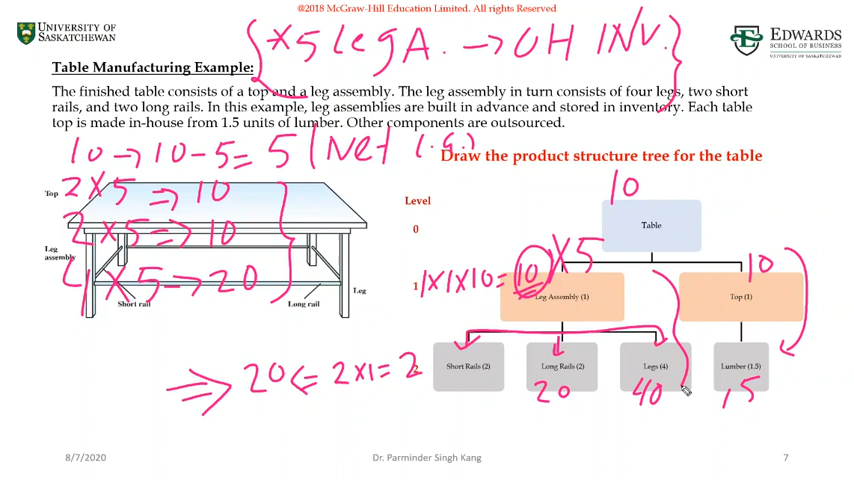 @2018 McGraw-Hill Education Limited. All rights Reserved
UNIVERSITY OF
SASKATCHEWAN
EDWARDS
SCHOOL OF BUSINESS
UNIVERSITY OF SASKATCHEWAN
{ ×5 Leg A. → OH INV. }
Table Manufacturing Example:
The finished table consists of a top and a leg assembly. The leg assembly in turn consists of four legs, two short
rails, and two long rails. In this example, leg assemblies are built in advance and stored in inventory. Each table
top is made in-house from 1.5 units of lumber. Other components are outsourced.
10 → 10 - 5 = 5 (Net
Draw the product structure tree for the table
2 × 5 ⇒ 10
2 × 5 ⇒ 10
4 × 5 → 20
Top
Leg
assembly
Short rail
Long rail
Leg
Level
0
1
2
10
Table
1×1×10 = 10 ×5
10
Leg Assembly (1)
Top (1)
Short Rails (2)
Long Rails (2)
Legs (4)
Lumber (1.5)
⇒ 20 ⇐ 2×1 = 2
20
40
15
8/7/2020
Dr. Parminder Singh Kang
7